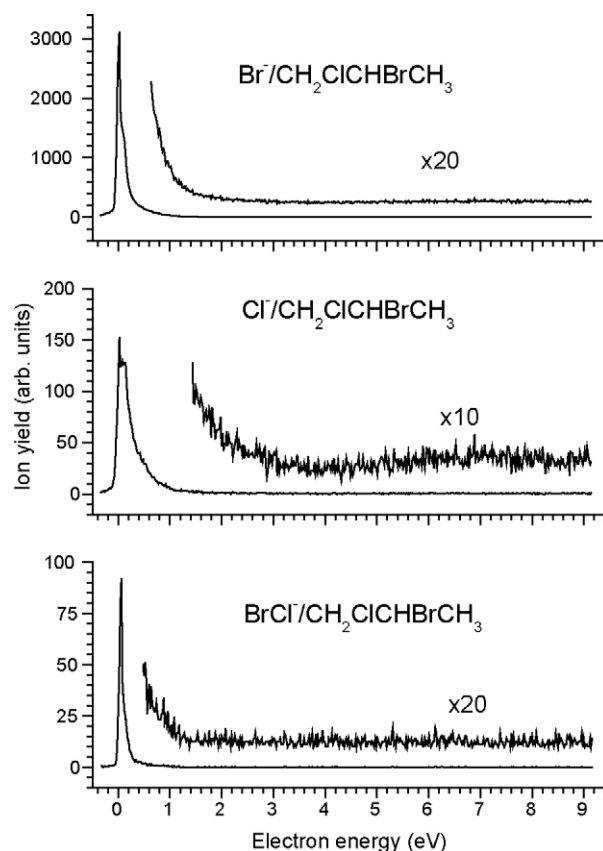 3000
2000
1000
0
Br⁻/CH₂ClCHBrCH₃
x20
200
150
100
50
0
Cl⁻/CH₂ClCHBrCH₃
x10
Ion yield (arb. units)
100
75
50
25
0
BrCl⁻/CH₂ClCHBrCH₃
x20
0 1 2 3 4 5 6 7 8 9
Electron energy (eV)